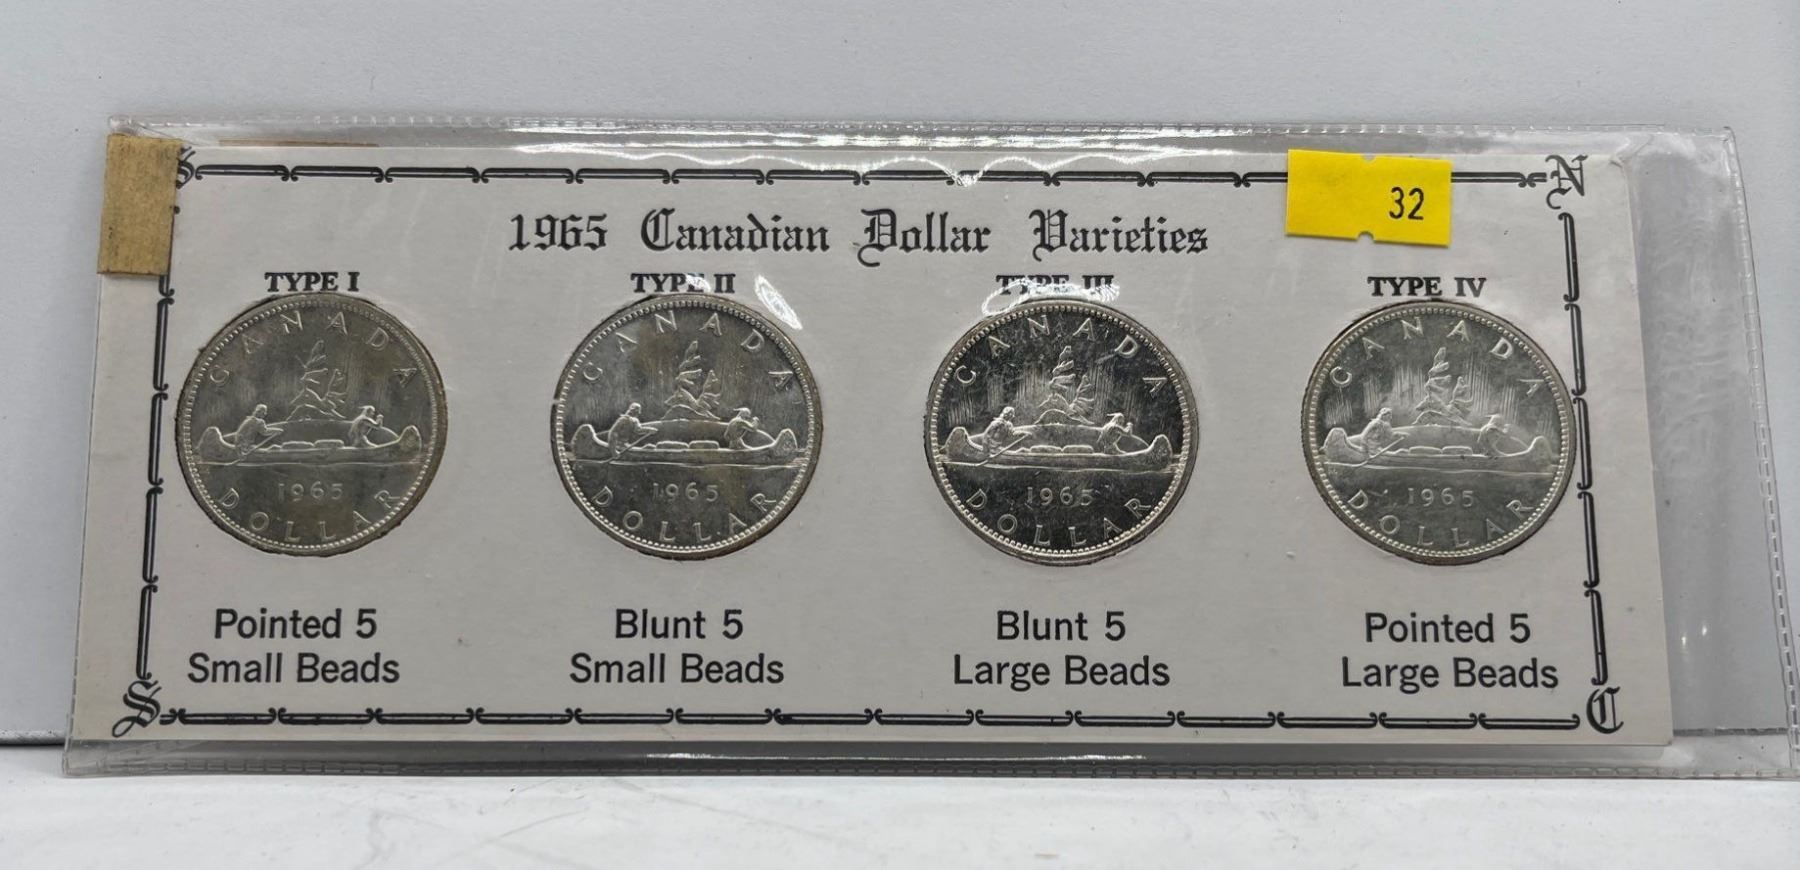 S N
32
1965 Canadian Dollar Varieties
TYPE I TYPE II TYPE III TYPE IV
CANADA CANADA CANADA CANADA
1965 1965 1965 1965
DOLLAR DOLLAR DOLLAR DOLLAR
Pointed 5 Blunt 5 Blunt 5 Pointed 5
Small Beads Small Beads Large Beads Large Beads
S C